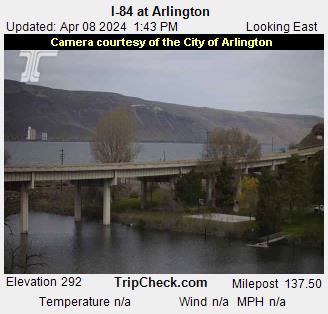 I-84 at Arlington
Updated: Apr 08 2024 1:43 PM Looking East
Camera courtesy of the City of Arlington
Elevation 292 TripCheck.com Milepost 137.50
Temperature n/a Wind n/a MPH n/a